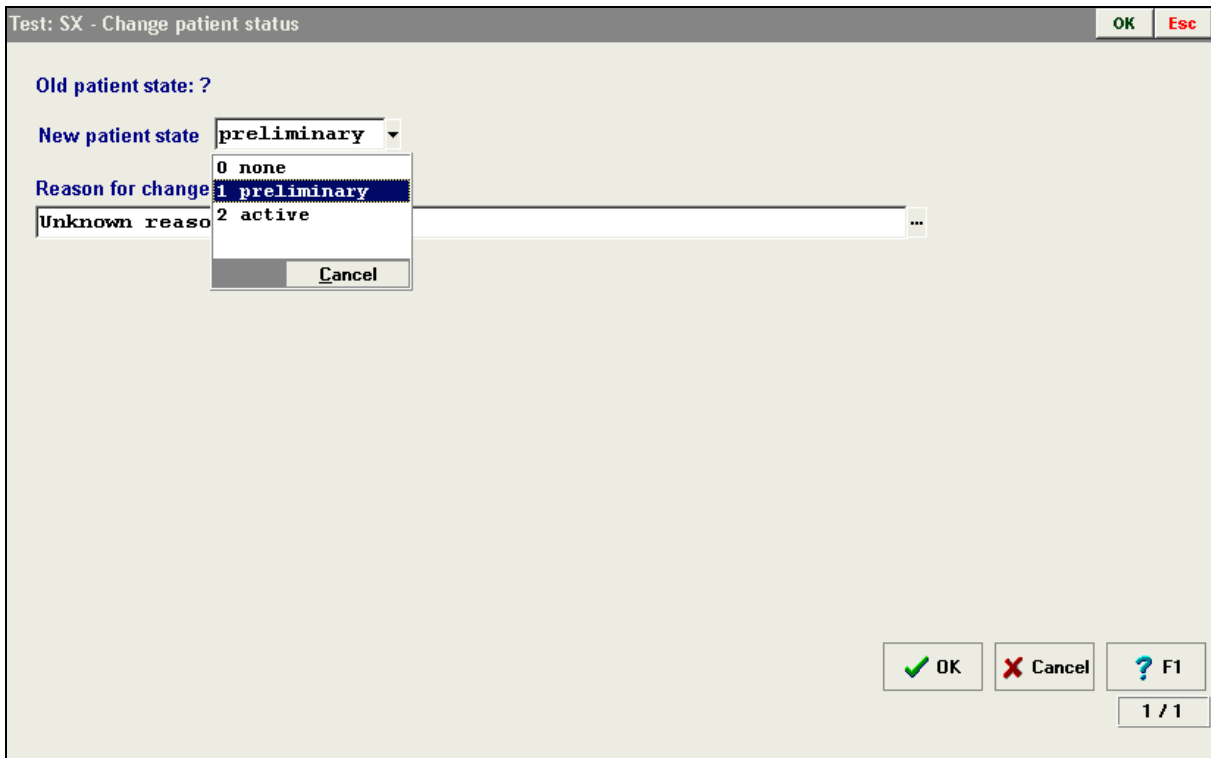 Test: SX - Change patient status
OK Esc
Old patient state: ?
New patient state preliminary
0 none
Reason for change 1 preliminary
Unknown reaso 2 active
...
Cancel
OK Cancel ? F1
1 / 1